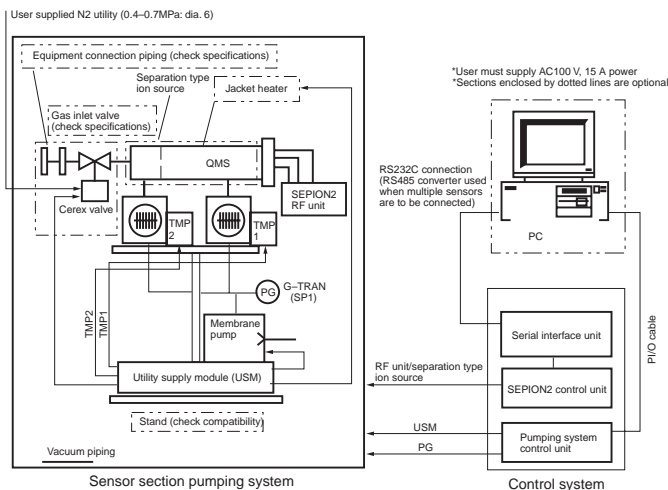 User supplied N2 utility (0.4–0.7MPa: dia. 6)
Equipment connection piping (check specifications)
Separation type
ion source
Jacket heater
Gas inlet valve
(check specifications)
QMS
Cerex valve
SEPION2
RF unit
TMP
2
TMP
1
PG
G–TRAN
(SP1)
TMP2
TMP1
Membrane
pump
Utility supply module (USM)
Stand (check compatibility)
Vacuum piping
Sensor section pumping system
*User must supply AC100 V, 15 A power
*Sections enclosed by dotted lines are optional
RS232C connection
(RS485 converter used
when multiple sensors
are to be connected)
PC
PI/O cable
Serial interface unit
RF unit/separation type
ion source
SEPION2 control unit
USM
PG
Pumping system
control unit
Control system